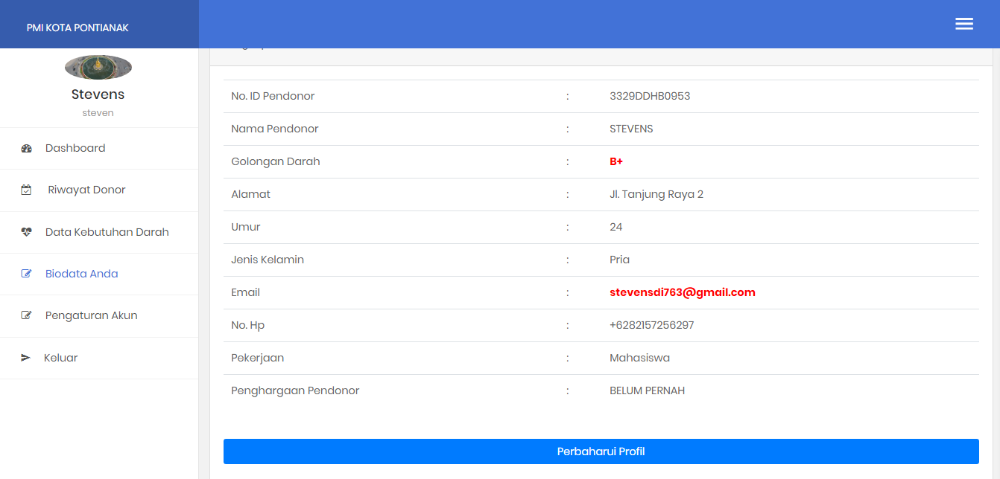 PMI KOTA PONTIANAK
Stevens
steven
Dashboard
Riwayat Donor
Data Kebutuhan Darah
Biodata Anda
Pengaturan Akun
Keluar
No. ID Pendonor : 3329DDHB0953
Nama Pendonor : STEVENS
Golongan Darah : B+
Alamat : Jl. Tanjung Raya 2
Umur : 24
Jenis Kelamin : Pria
Email : stevensdi763@gmail.com
No. Hp : +6282157256297
Pekerjaan : Mahasiswa
Penghargaan Pendonor : BELUM PERNAH
Perbaharui Profil